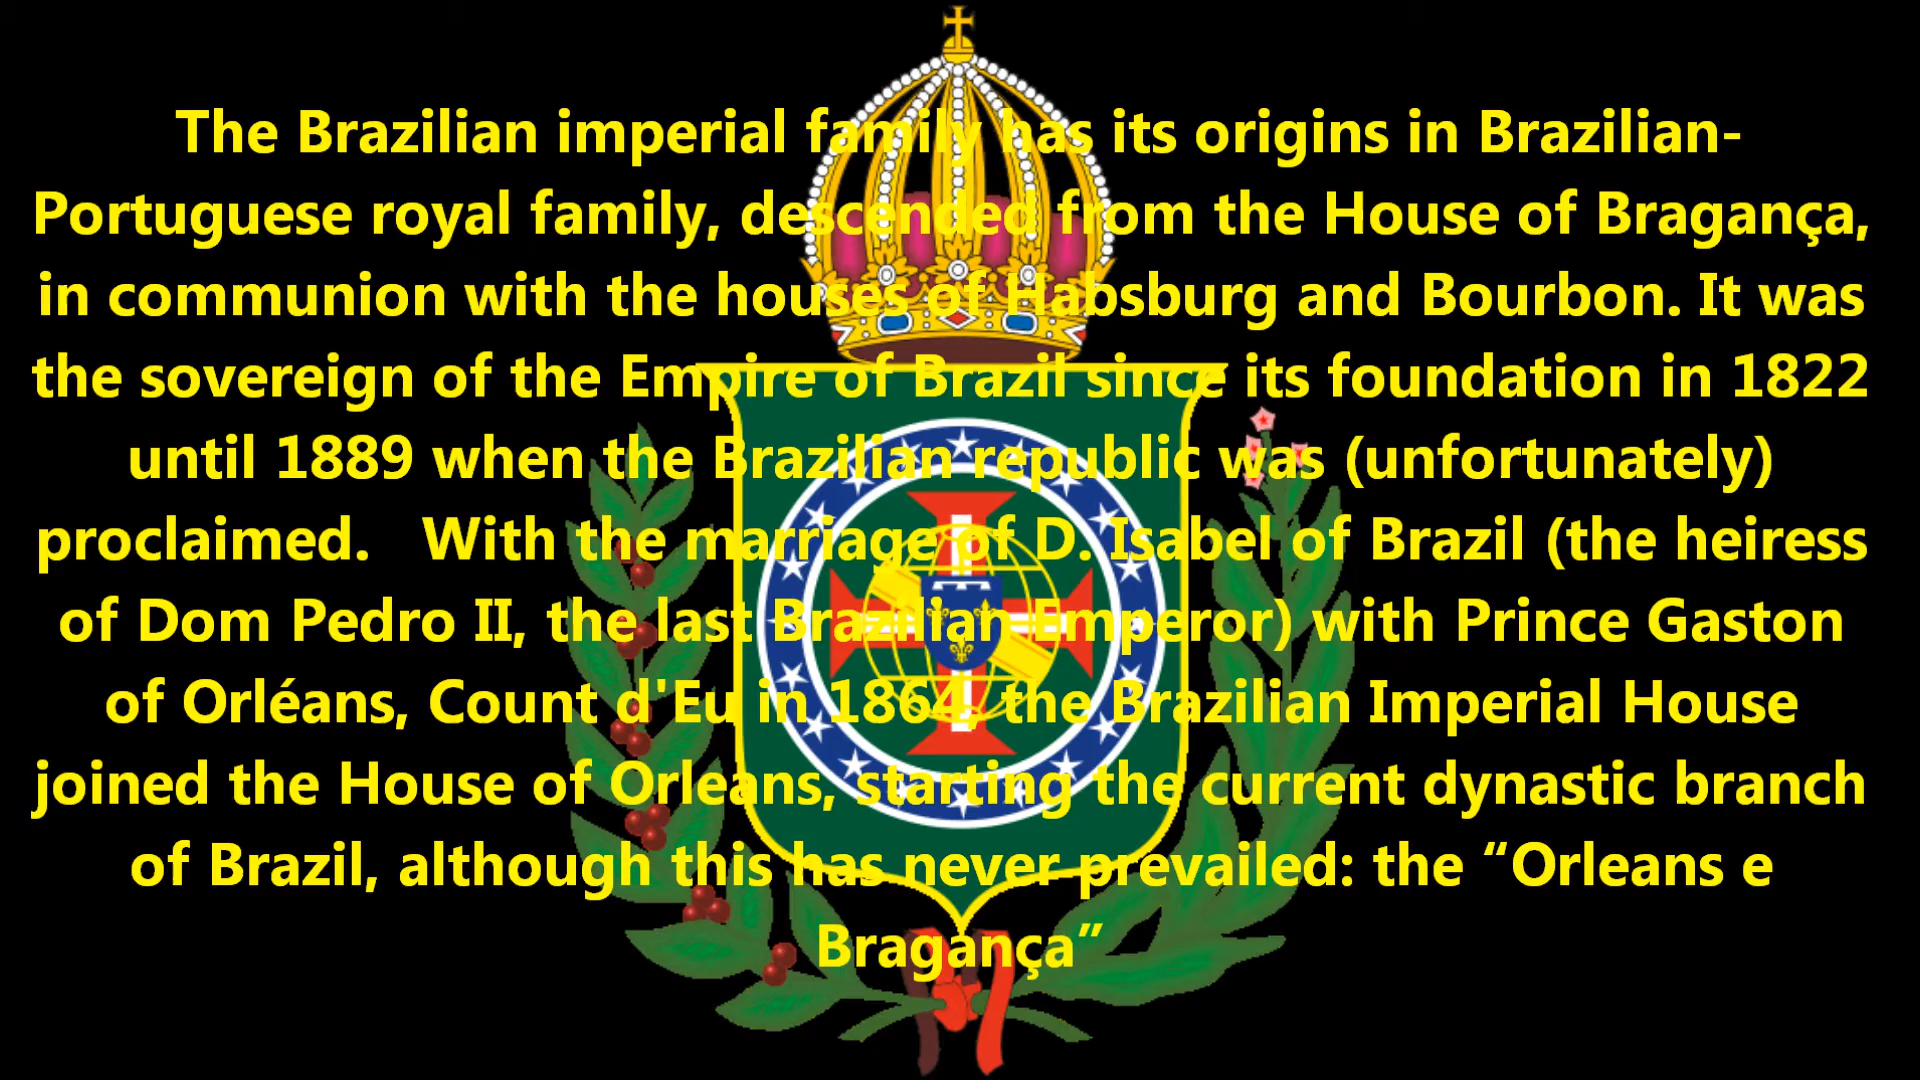 The Brazilian imperial family has its origins in Brazilian-
Portuguese royal family, descended from the House of Bragança,
in communion with the houses of Habsburg and Bourbon. It was
the sovereign of the Empire of Brazil since its foundation in 1822
until 1889 when the Brazilian republic was (unfortunately)
proclaimed.   With the marriage of D. Isabel of Brazil (the heiress
of Dom Pedro II, the last Brazilian Emperor) with Prince Gaston
of Orléans, Count d'Eu in 1864, the Brazilian Imperial House
joined the House of Orleans, starting the current dynastic branch
of Brazil, although this has never prevailed: the “Orleans e
Bragança”